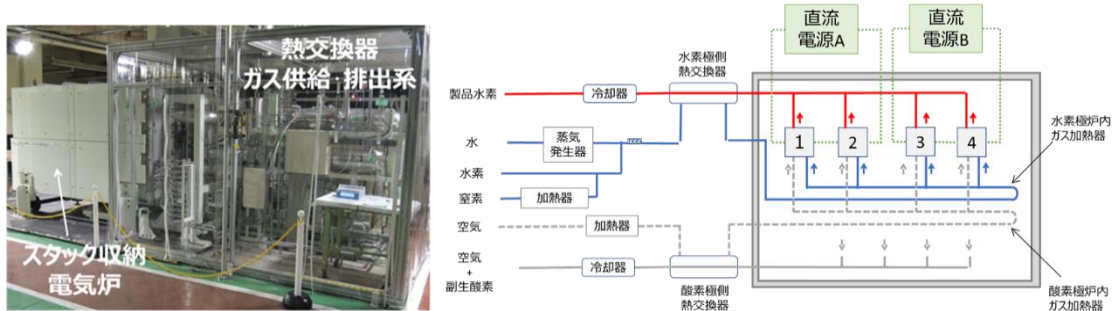 熱交換器
ガス供給・排出系
スタック収納
電気炉
直流
電源A
直流
電源B
水素極側
熱交換器
製品水素
冷却器
水
蒸気
発生器
水素
窒素
加熱器
空気
加熱器
空気
+
副生酸素
冷却器
酸素極側
熱交換器
1
2
3
4
水素極炉内
ガス加熱器
酸素極炉内
ガス加熱器